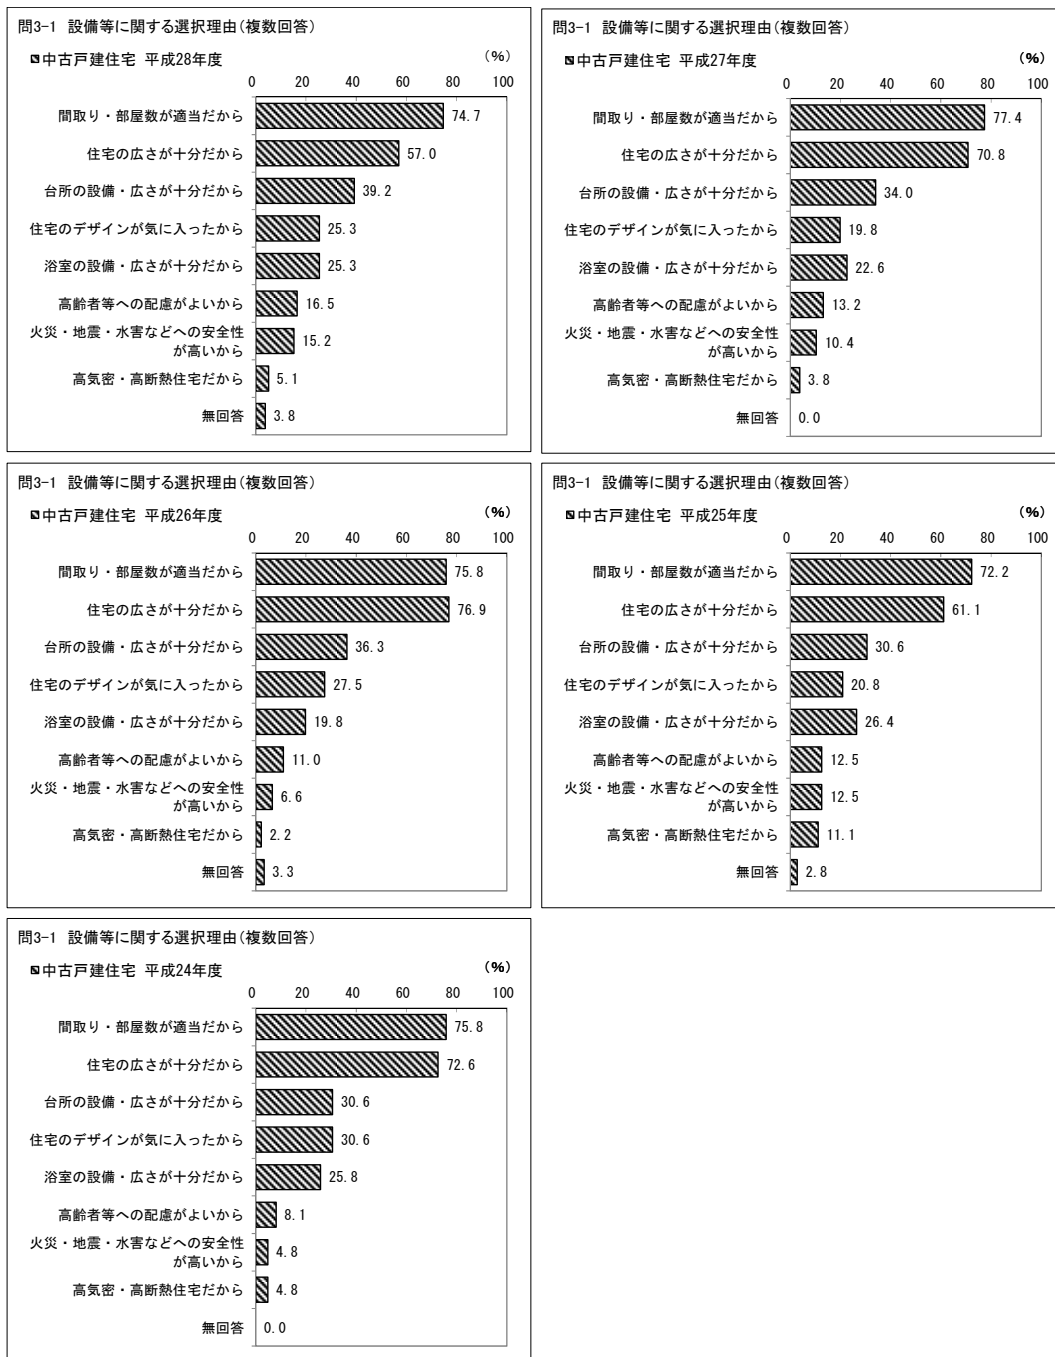 問3-1 設備等に関する選択理由(複数回答)
中古戸建住宅 平成28年度
(%)
0 20 40 60 80 100
間取り・部屋数が適当だから 74.7
住宅の広さが十分だから 57.0
台所の設備・広さが十分だから 39.2
住宅のデザインが気に入ったから 25.3
浴室の設備・広さが十分だから 25.3
高齢者等への配慮がよいから 16.5
火災・地震・水害などへの安全性
が高いから 15.2
高気密・高断熱住宅だから 5.1
無回答 3.8
問3-1 設備等に関する選択理由(複数回答)
中古戸建住宅 平成27年度
(%)
0 20 40 60 80 100
間取り・部屋数が適当だから 77.4
住宅の広さが十分だから 70.8
台所の設備・広さが十分だから 34.0
住宅のデザインが気に入ったから 19.8
浴室の設備・広さが十分だから 22.6
高齢者等への配慮がよいから 13.2
火災・地震・水害などへの安全性
が高いから 10.4
高気密・高断熱住宅だから 3.8
無回答 0.0
問3-1 設備等に関する選択理由(複数回答)
中古戸建住宅 平成26年度
(%)
0 20 40 60 80 100
間取り・部屋数が適当だから 75.8
住宅の広さが十分だから 76.9
台所の設備・広さが十分だから 36.3
住宅のデザインが気に入ったから 27.5
浴室の設備・広さが十分だから 19.8
高齢者等への配慮がよいから 11.0
火災・地震・水害などへの安全性
が高いから 6.6
高気密・高断熱住宅だから 2.2
無回答 3.3
問3-1 設備等に関する選択理由(複数回答)
中古戸建住宅 平成25年度
(%)
0 20 40 60 80 100
間取り・部屋数が適当だから 72.2
住宅の広さが十分だから 61.1
台所の設備・広さが十分だから 30.6
住宅のデザインが気に入ったから 20.8
浴室の設備・広さが十分だから 26.4
高齢者等への配慮がよいから 12.5
火災・地震・水害などへの安全性
が高いから 12.5
高気密・高断熱住宅だから 11.1
無回答 2.8
問3-1 設備等に関する選択理由(複数回答)
中古戸建住宅 平成24年度
(%)
0 20 40 60 80 100
間取り・部屋数が適当だから 75.8
住宅の広さが十分だから 72.6
台所の設備・広さが十分だから 30.6
住宅のデザインが気に入ったから 30.6
浴室の設備・広さが十分だから 25.8
高齢者等への配慮がよいから 8.1
火災・地震・水害などへの安全性
が高いから 4.8
高気密・高断熱住宅だから 4.8
無回答 0.0